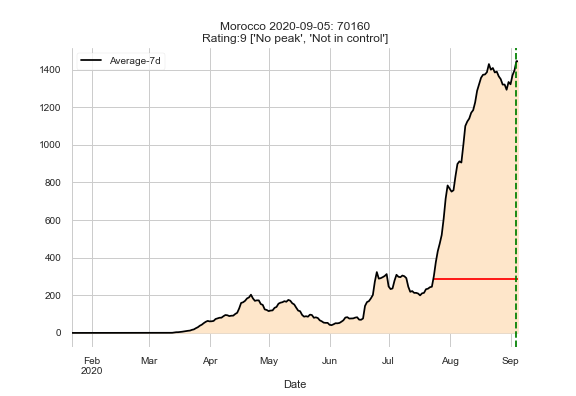 Morocco 2020-09-05: 70160
Rating:9 ['No peak', 'Not in control']
Average-7d
1400
1200
1000
800
600
400
200
0
Feb Mar Apr May Jun Jul Aug Sep
2020
Date